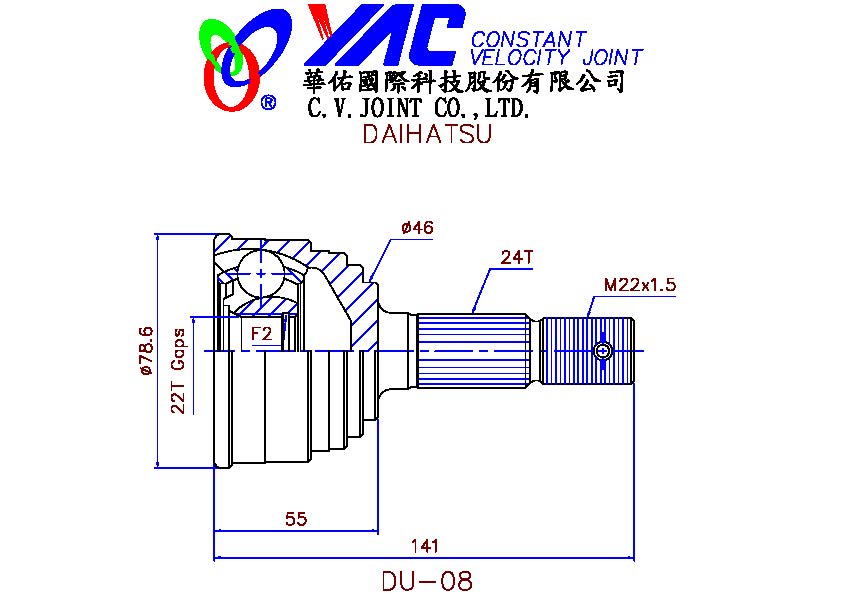 YAC CONSTANT
VELOCITY JOINT
®
華佑國際科技股份有限公司
C.V.JOINT CO.,LTD.
DAIHATSU
ø46
24T
M22x1.5
F2
ø78.6
22T Gaps
55
141
DU-08